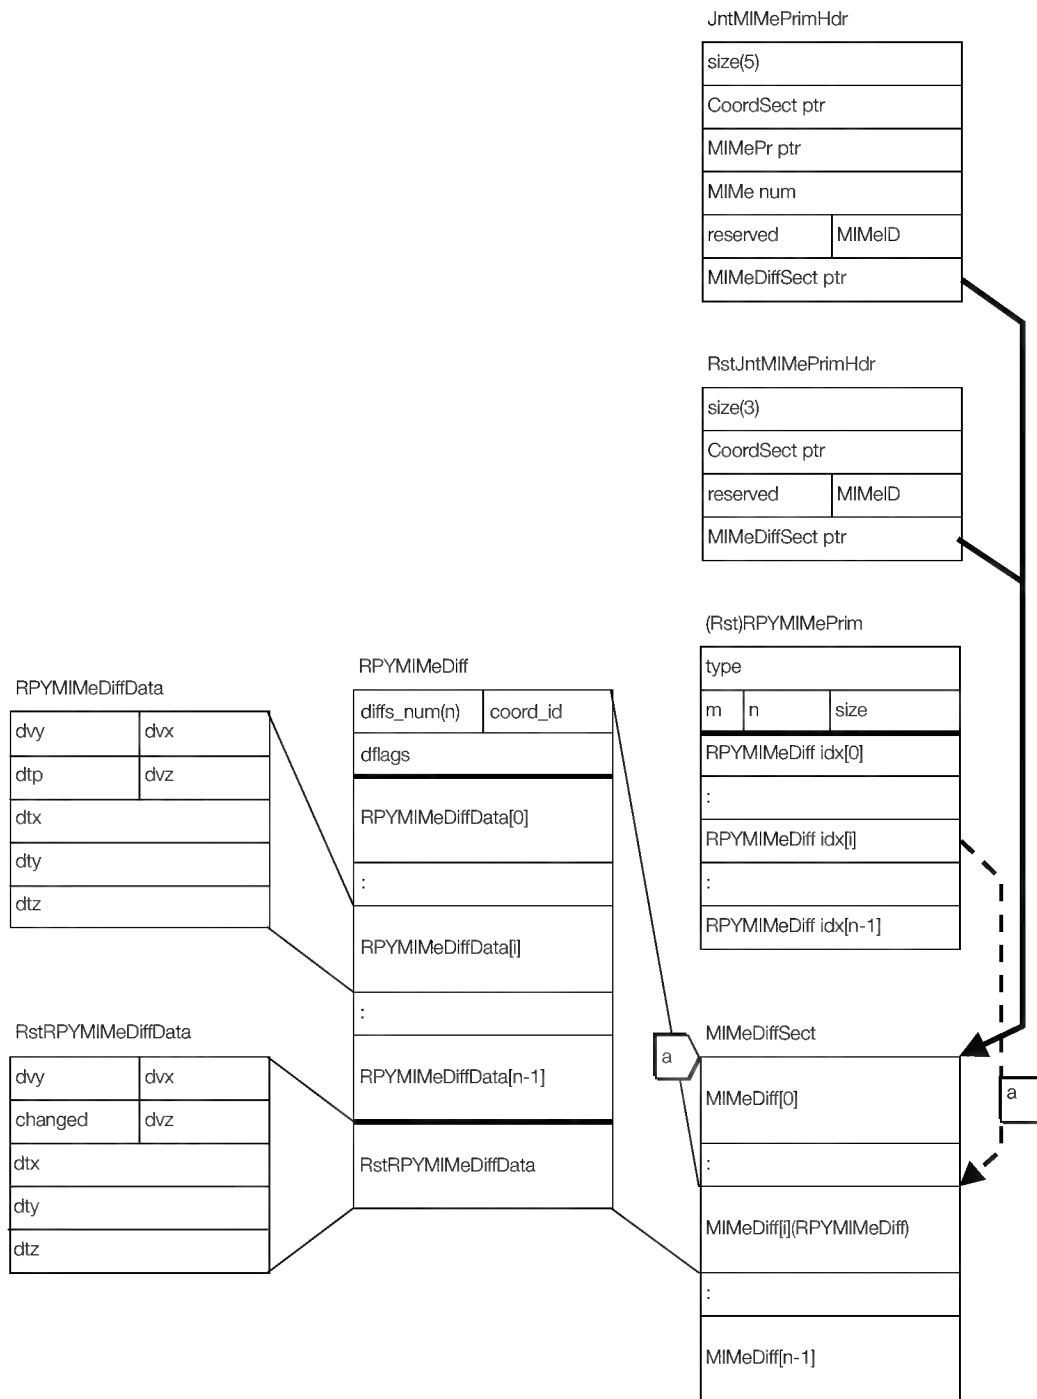 JntMIMePrimHdr
size(5)
CoordSect ptr
MIMePr ptr
MIMe num
reserved MIMeID
MIMeDiffSect ptr
RstJntMIMePrimHdr
size(3)
CoordSect ptr
reserved MIMeID
MIMeDiffSect ptr
(Rst)RPYMIMePrim
type
m n size
RPYMIMeDiff idx[0]
:
RPYMIMeDiff idx[i]
:
RPYMIMeDiff idx[n-1]
RPYMIMeDiff
diffs_num(n) coord_id
dflags
RPYMIMeDiffData[0]
:
RPYMIMeDiffData[i]
:
RPYMIMeDiffData[n-1]
RstRPYMIMeDiffData
RPYMIMeDiffData
dvy dvx
dtp dvz
dtx
dty
dtz
RstRPYMIMeDiffData
dvy dvx
changed dvz
dtx
dty
dtz
MIMeDiffSect
a
MIMeDiff[0]
a
:
MIMeDiff[i](RPYMIMeDiff)
:
MIMeDiff[n-1]